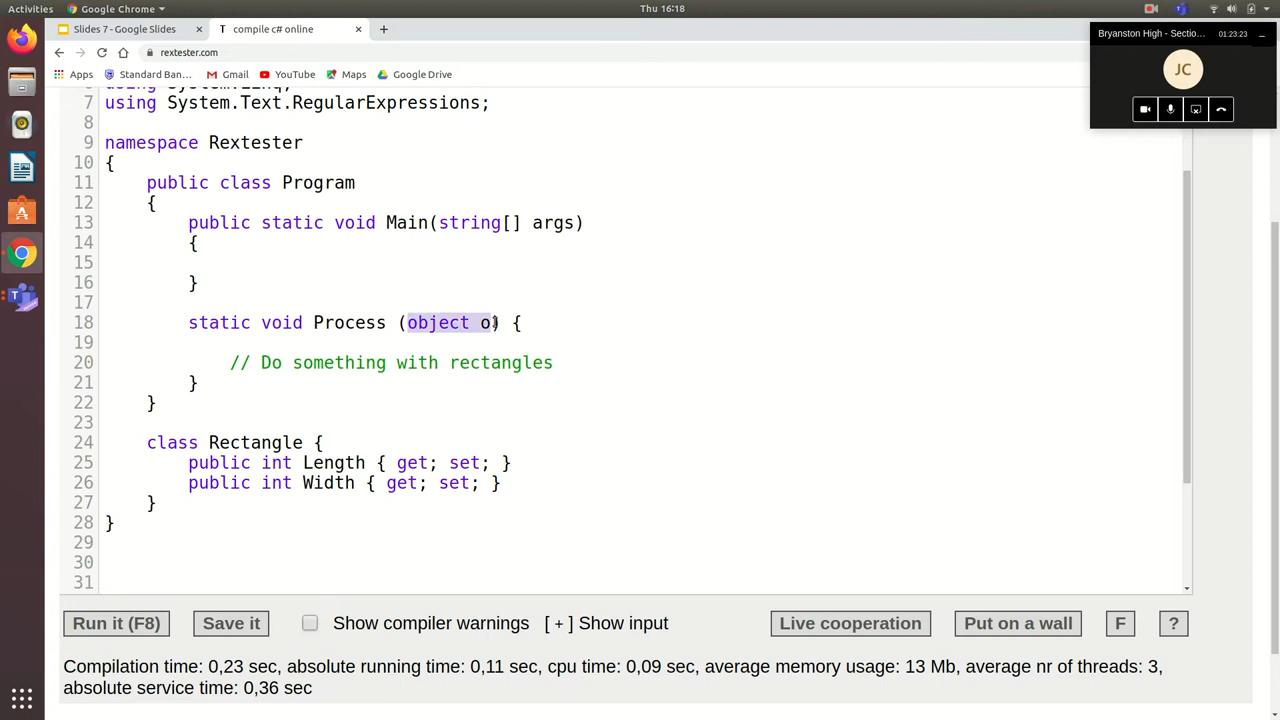 Activities
Google Chrome
Thu 16:18
Slides 7 - Google Slides
compile c# online
rextester.com
Apps
Standard Ban...
Gmail
YouTube
Maps
Google Drive
Bryanston High - Sectio...
01:23:23
JC
6 using System.Linq;
7 using System.Text.RegularExpressions;
8
9 namespace Rextester
10 {
11 public class Program
12 {
13 public static void Main(string[] args)
14 {
15
16 }
17
18 static void Process (object o) {
19
20 // Do something with rectangles
21 }
22 }
23
24 class Rectangle {
25 public int Length { get; set; }
26 public int Width { get; set; }
27 }
28 }
29
30
31
Run it (F8)
Save it
Show compiler warnings
[ + ] Show input
Live cooperation
Put on a wall
F
?
Compilation time: 0,23 sec, absolute running time: 0,11 sec, cpu time: 0,09 sec, average memory usage: 13 Mb, average nr of threads: 3,
absolute service time: 0,36 sec